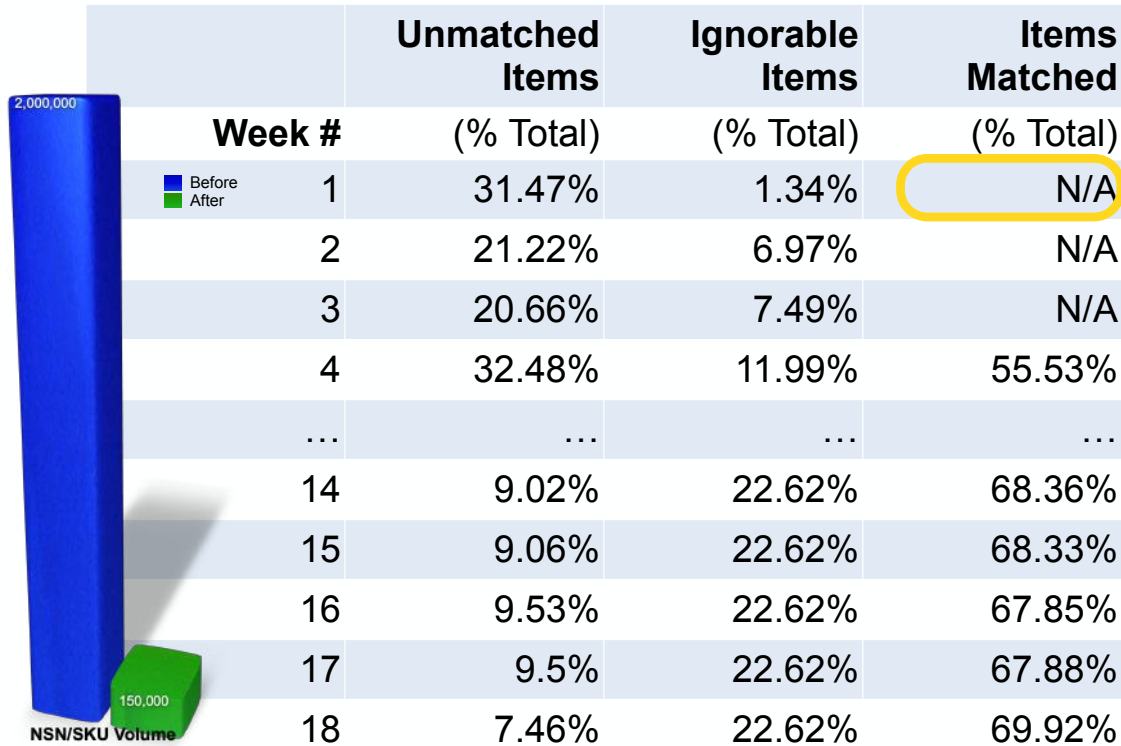 Unmatched Items Ignorable Items Items Matched
Week # (% Total) (% Total) (% Total)
1 31.47% 1.34% N/A
2 21.22% 6.97% N/A
3 20.66% 7.49% N/A
4 32.48% 11.99% 55.53%
… … … …
14 9.02% 22.62% 68.36%
15 9.06% 22.62% 68.33%
16 9.53% 22.62% 67.85%
17 9.5% 22.62% 67.88%
18 7.46% 22.62% 69.92%
2,000,000
Before
After
150,000
NSN/SKU Volume